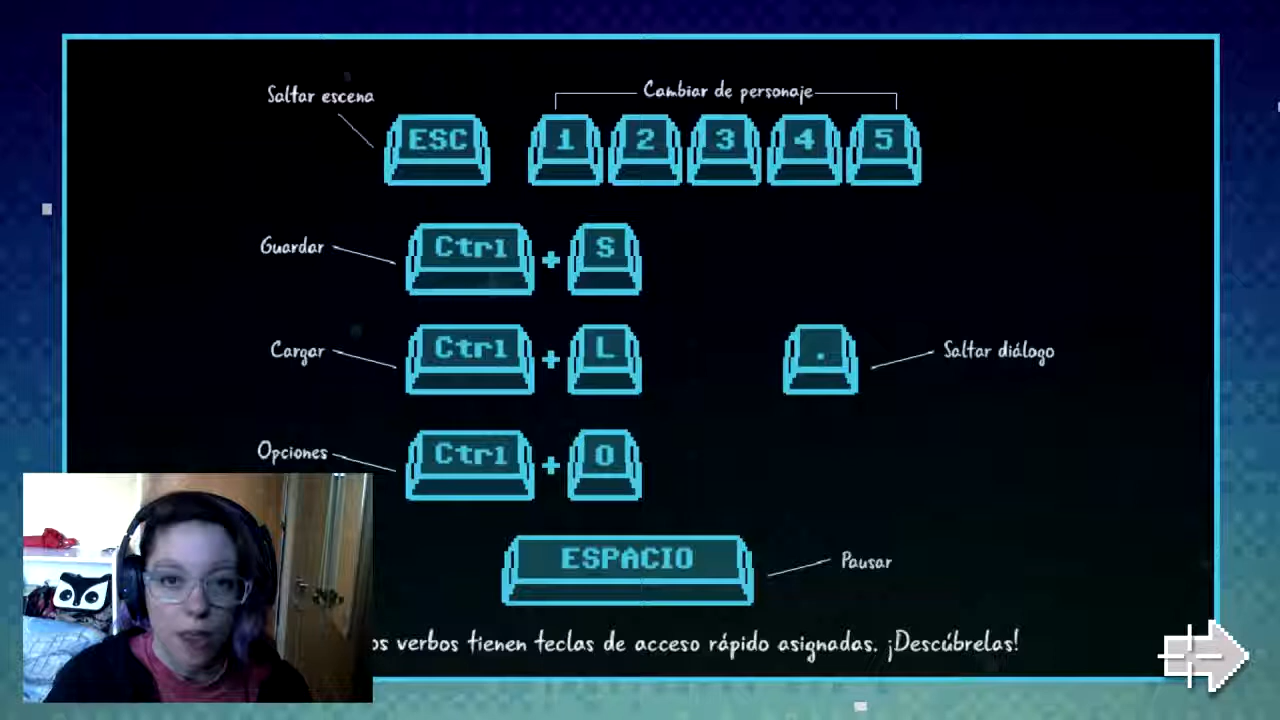 Saltar escena
Cambiar de personaje
ESC 1 2 3 4 5
Guardar
Ctrl + S
Cargar
Ctrl + L
.
Saltar diálogo
Opciones
Ctrl + O
ESPACIO
Pausar
verbos tienen teclas de acceso rápido asignadas. ¡Descúbrelas!